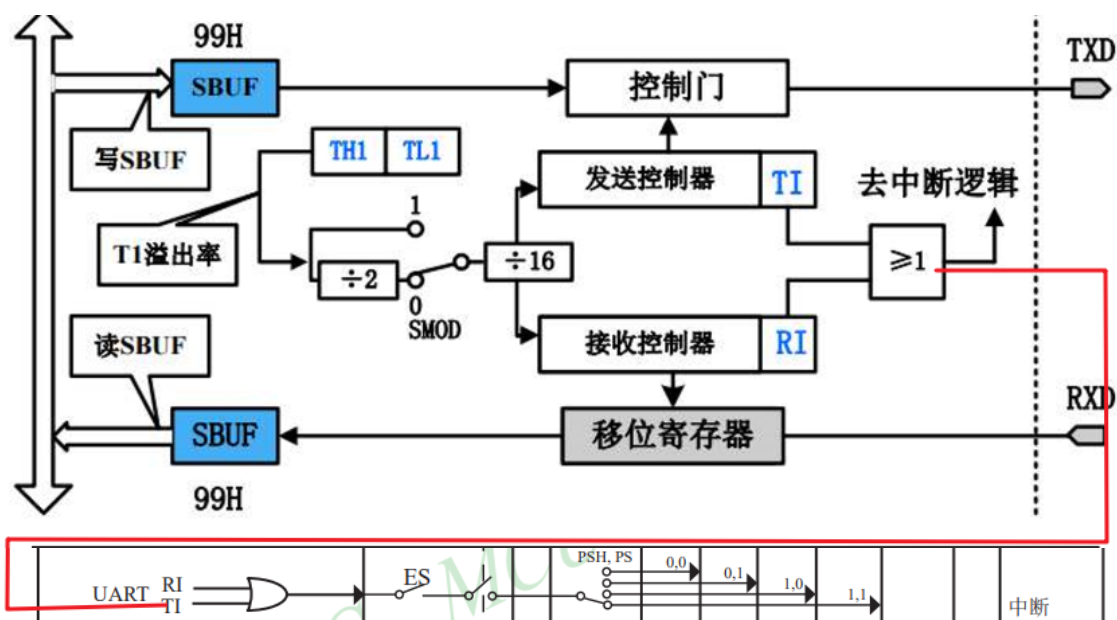 99H
TXD
SBUF
控制门
写SBUF
TH1
TL1
发送控制器
TI
去中断逻辑
1
T1溢出率
÷2
÷16
≥1
0
SMOD
读SBUF
接收控制器
RI
RXD
SBUF
移位寄存器
99H
PSH, PS
0,0
0,1
1,0
1,1
UART
RI
TI
ES
中断